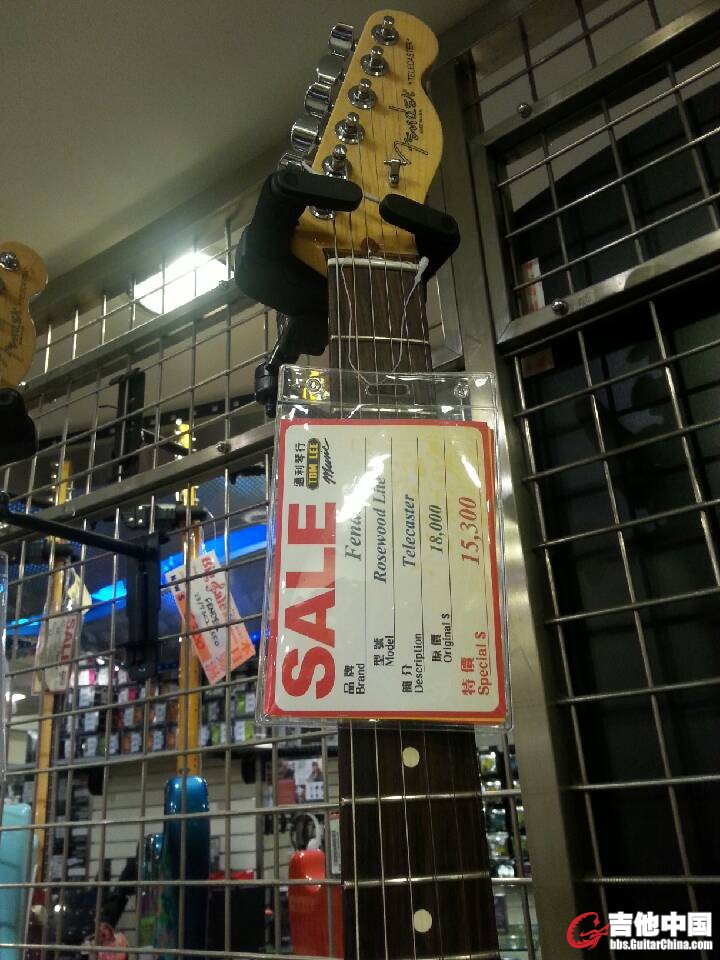 Fender
TELECASTER
SALE
通利琴行
TOM LEE
Music
品牌
Brand
Fend
型號
Model
Rosewood Lite
簡介
Description
Telecaster
原價
Original $
18,000
特價
Special $
15,300
SALE
吉他中国
bbs.GuitarChina.com